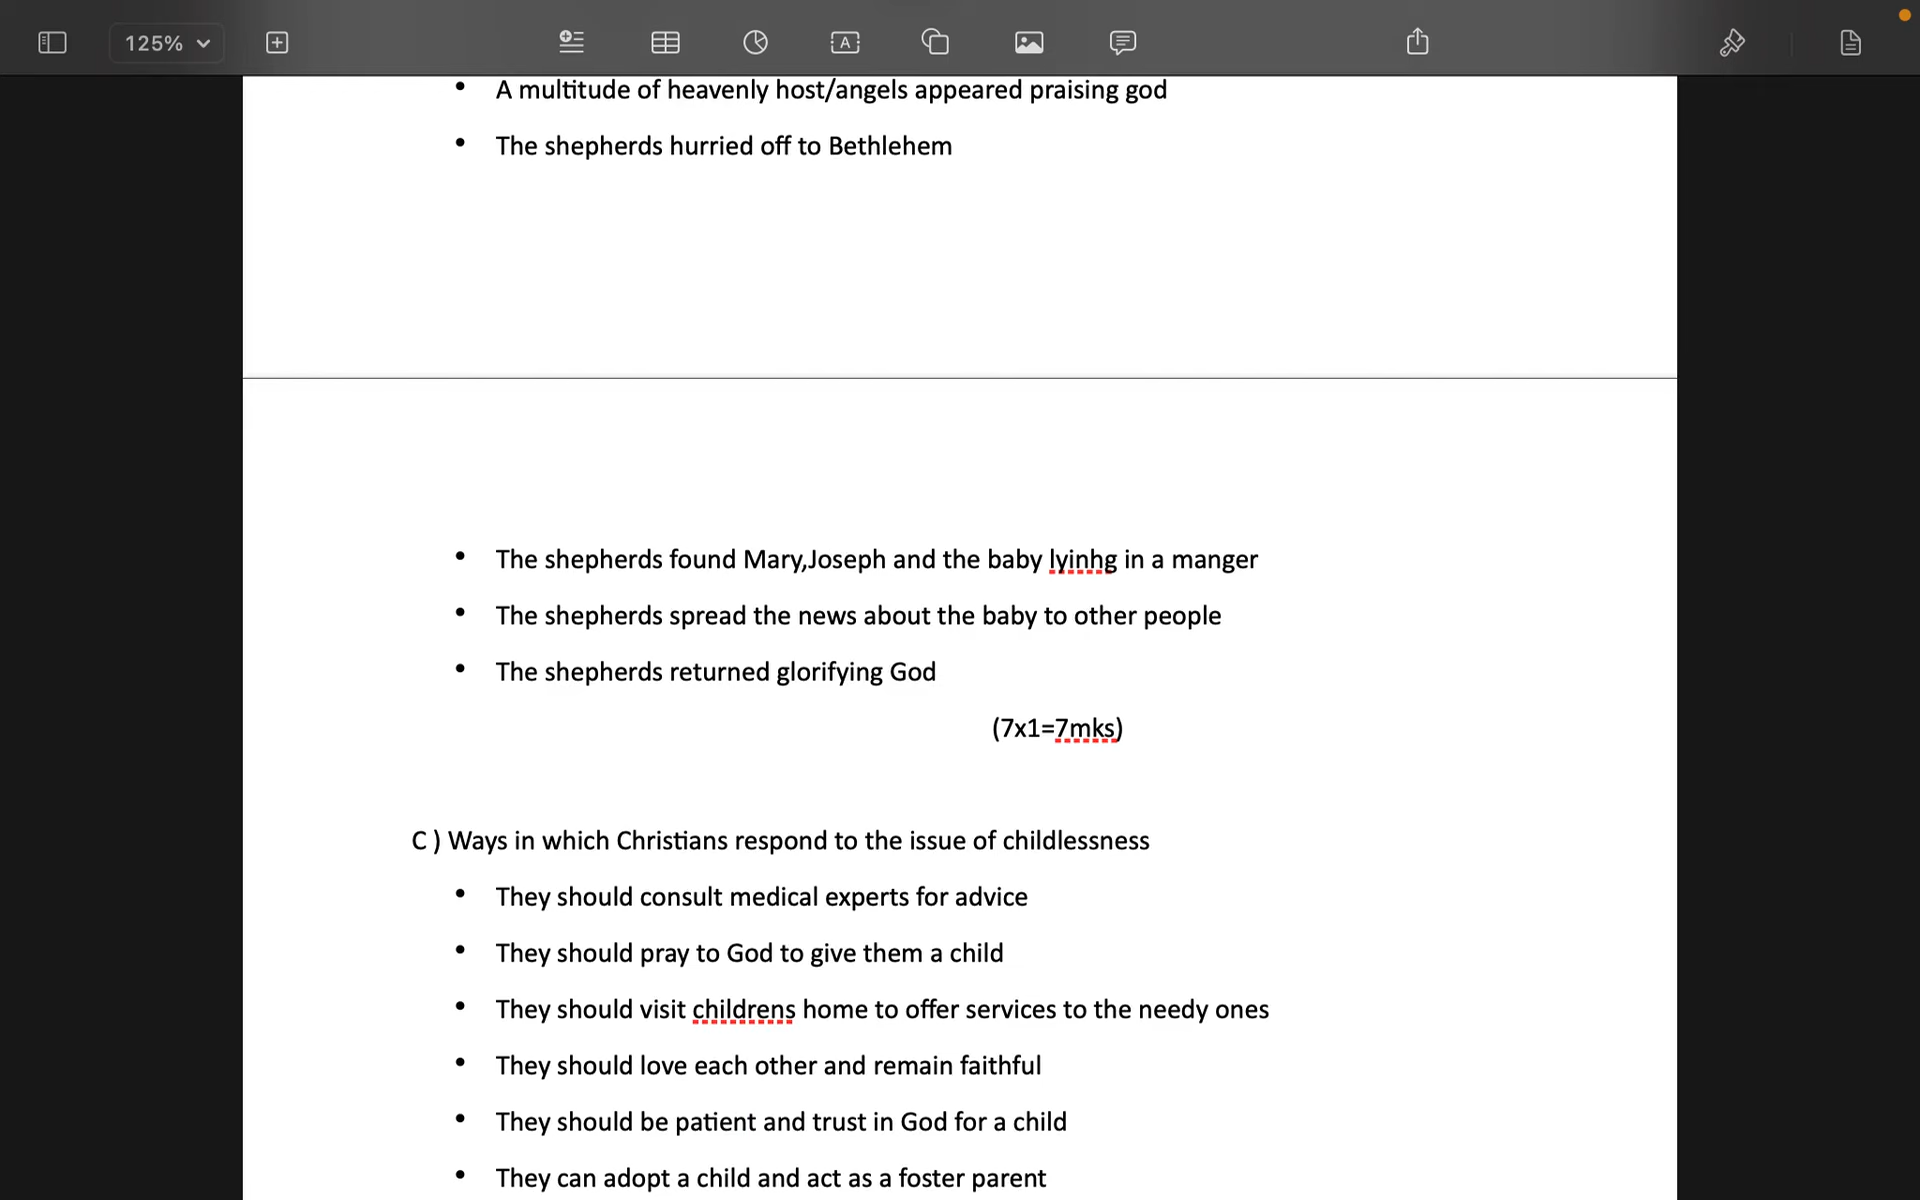 125%
A
• A multitude of heavenly host/angels appeared praising god
• The shepherds hurried off to Bethlehem
• The shepherds found Mary,Joseph and the baby lyinhg in a manger
• The shepherds spread the news about the baby to other people
• The shepherds returned glorifying God
(7x1=7mks)
C ) Ways in which Christians respond to the issue of childlessness
• They should consult medical experts for advice
• They should pray to God to give them a child
• They should visit childrens home to offer services to the needy ones
• They should love each other and remain faithful
• They should be patient and trust in God for a child
• They can adopt a child and act as a foster parent